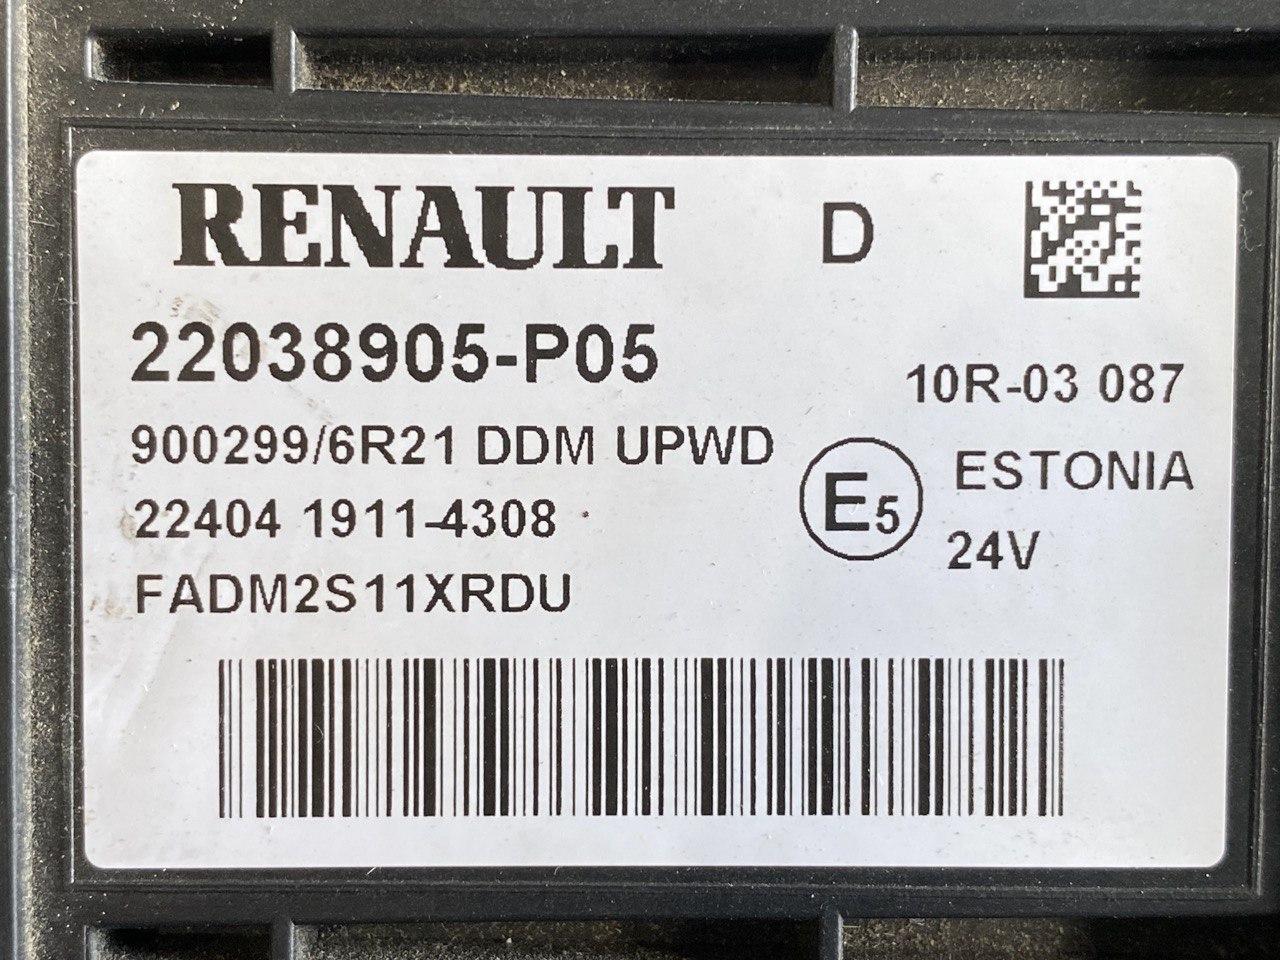 RENAULT D
22038905-P05
10R-03 087
900299/6R21 DDM UPWD
ESTONIA
22404 1911-4308
E5
24V
FADM2S11XRDU